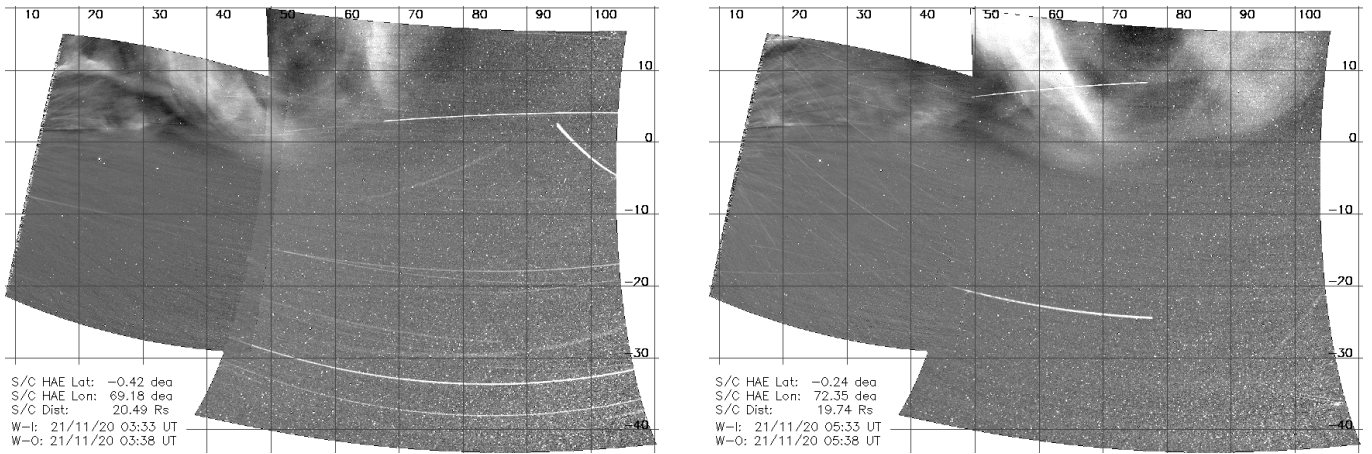 10 20 30 40 50 60 70 80 90 100
10
0
-10
-20
-30
-40
S/C HAE Lat: -0.42 deg
S/C HAE Lon: 69.18 deg
S/C Dist: 20.49 Rs
W-I: 21/11/20 03:33 UT
W-O: 21/11/20 03:38 UT
10 20 30 40 50 60 70 80 90 100
10
0
-10
-20
-30
-40
S/C HAE Lat: -0.24 deg
S/C HAE Lon: 72.35 deg
S/C Dist: 19.74 Rs
W-I: 21/11/20 05:33 UT
W-O: 21/11/20 05:38 UT